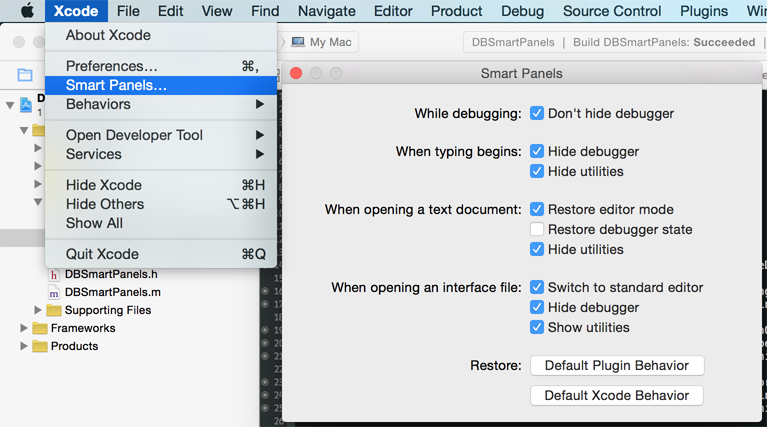 Xcode File Edit View Find Navigate Editor Product Debug Source Control Plugins
About Xcode
Preferences… ⌘,
Smart Panels…
Behaviors ▶
Open Developer Tool ▶
Services ▶
Hide Xcode ⌘H
Hide Others ⌥⌘H
Show All
Quit Xcode ⌘Q
My Mac
DBSmartPanels | Build DBSmartPanels: Succeeded
h DBSmartPanels.h
m DBSmartPanels.m
Supporting Files
Frameworks
Products
Smart Panels
While debugging: Don't hide debugger
When typing begins: Hide debugger
Hide utilities
When opening a text document: Restore editor mode
Restore debugger state
Hide utilities
When opening an interface file: Switch to standard editor
Hide debugger
Show utilities
Restore: Default Plugin Behavior
Default Xcode Behavior